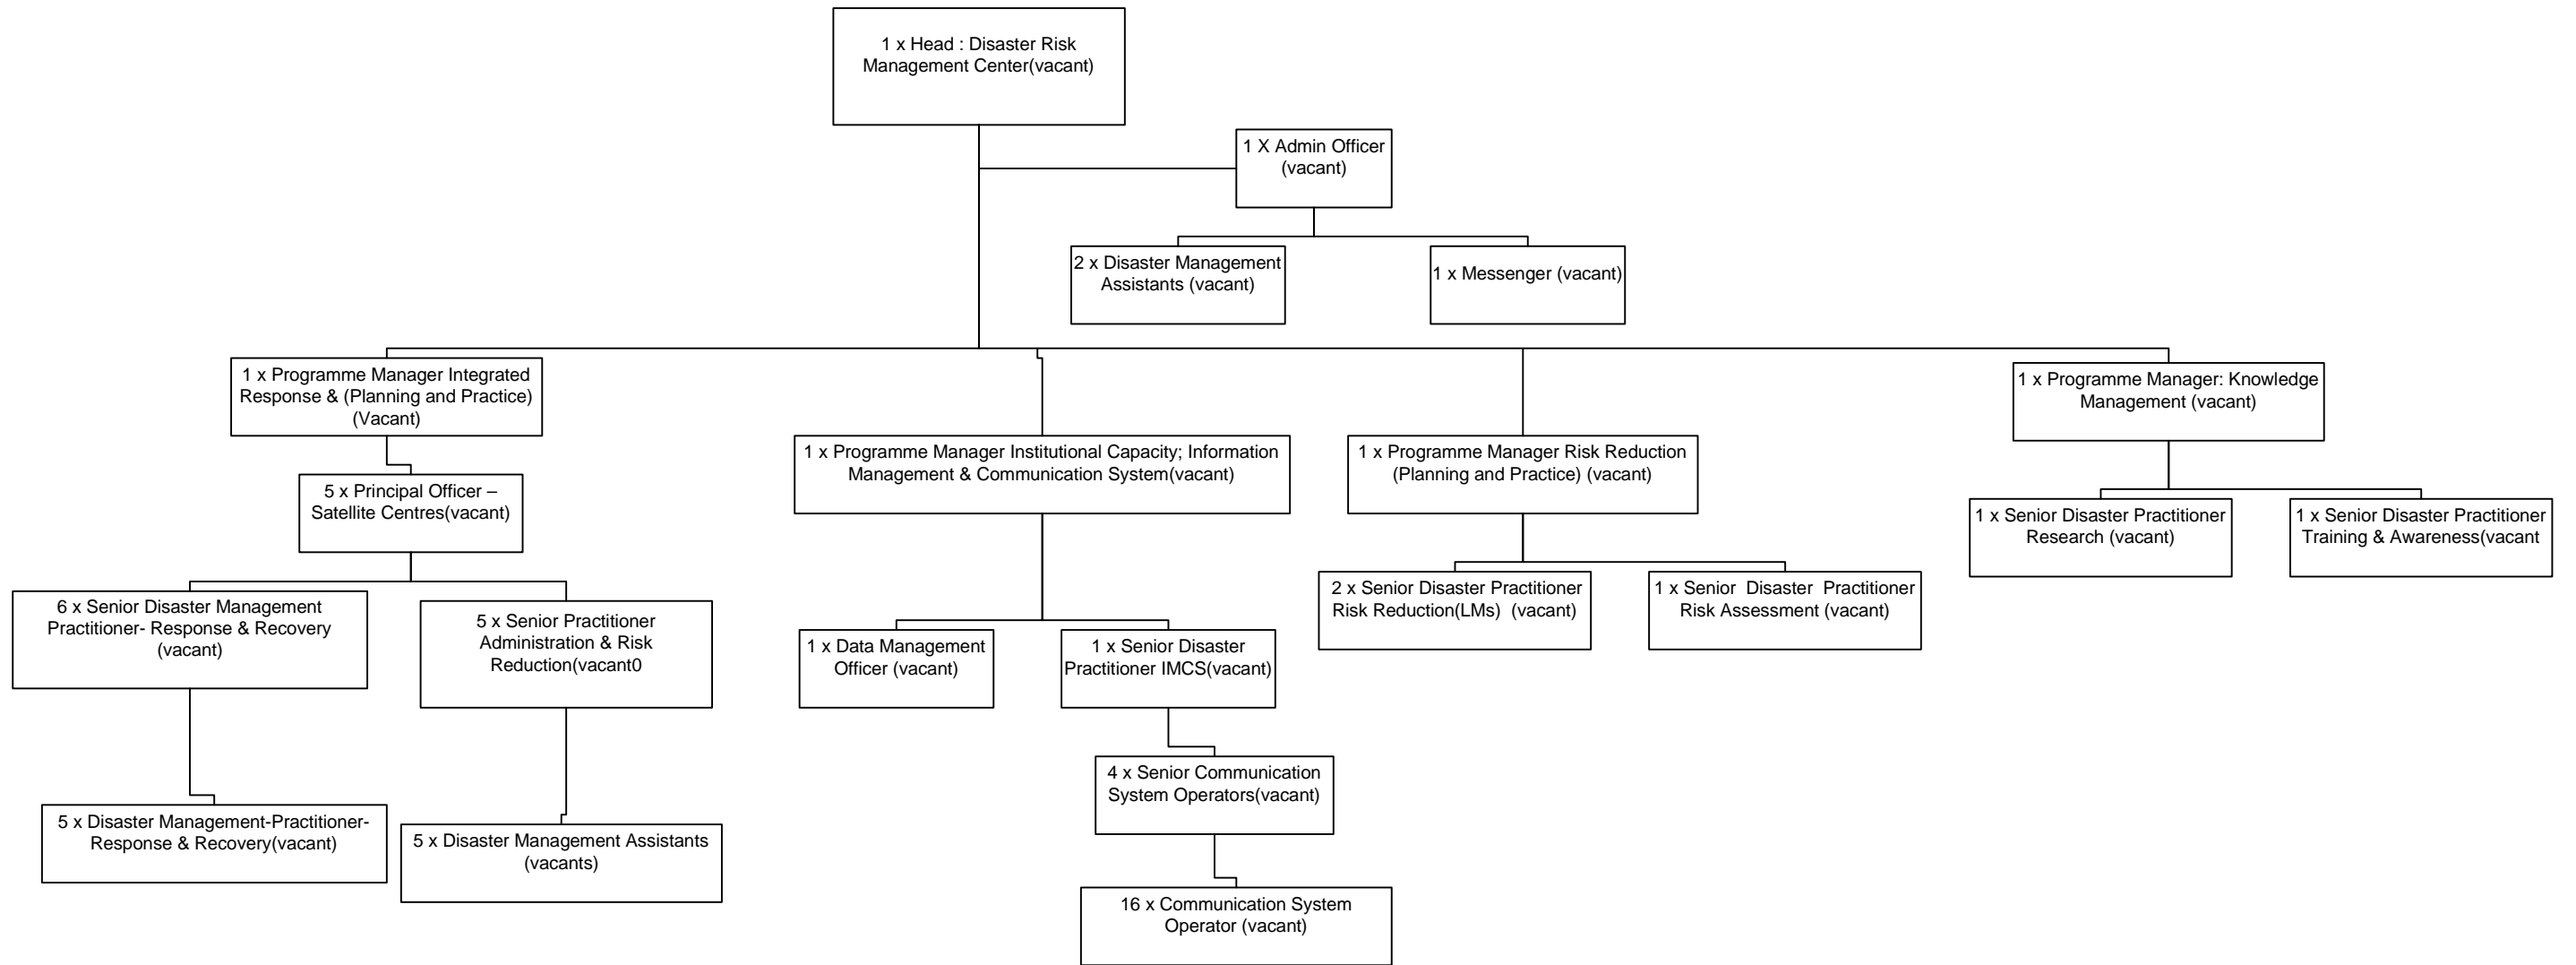 1 x Head : Disaster Risk
Management Center(vacant)
1 X Admin Officer
(vacant)
2 x Disaster Management
Assistants (vacant)
1 x Messenger (vacant)
1 x Programme Manager Integrated
Response & (Planning and Practice)
(Vacant)
1 x Programme Manager: Knowledge
Management (vacant)
1 x Programme Manager Institutional Capacity; Information
Management & Communication System(vacant)
1 x Programme Manager Risk Reduction
(Planning and Practice) (vacant)
5 x Principal Officer –
Satellite Centres(vacant)
1 x Senior Disaster Practitioner
Research (vacant)
1 x Senior Disaster Practitioner
Training & Awareness(vacant
6 x Senior Disaster Management
Practitioner- Response & Recovery
(vacant)
5 x Senior Practitioner
Administration & Risk
Reduction(vacant0
2 x Senior Disaster Practitioner
Risk Reduction(LMs) (vacant)
1 x Senior Disaster Practitioner
Risk Assessment (vacant)
1 x Data Management
Officer (vacant)
1 x Senior Disaster
Practitioner IMCS(vacant)
4 x Senior Communication
System Operators(vacant)
5 x Disaster Management-Practitioner-
Response & Recovery(vacant)
5 x Disaster Management Assistants
(vacants)
16 x Communication System
Operator (vacant)